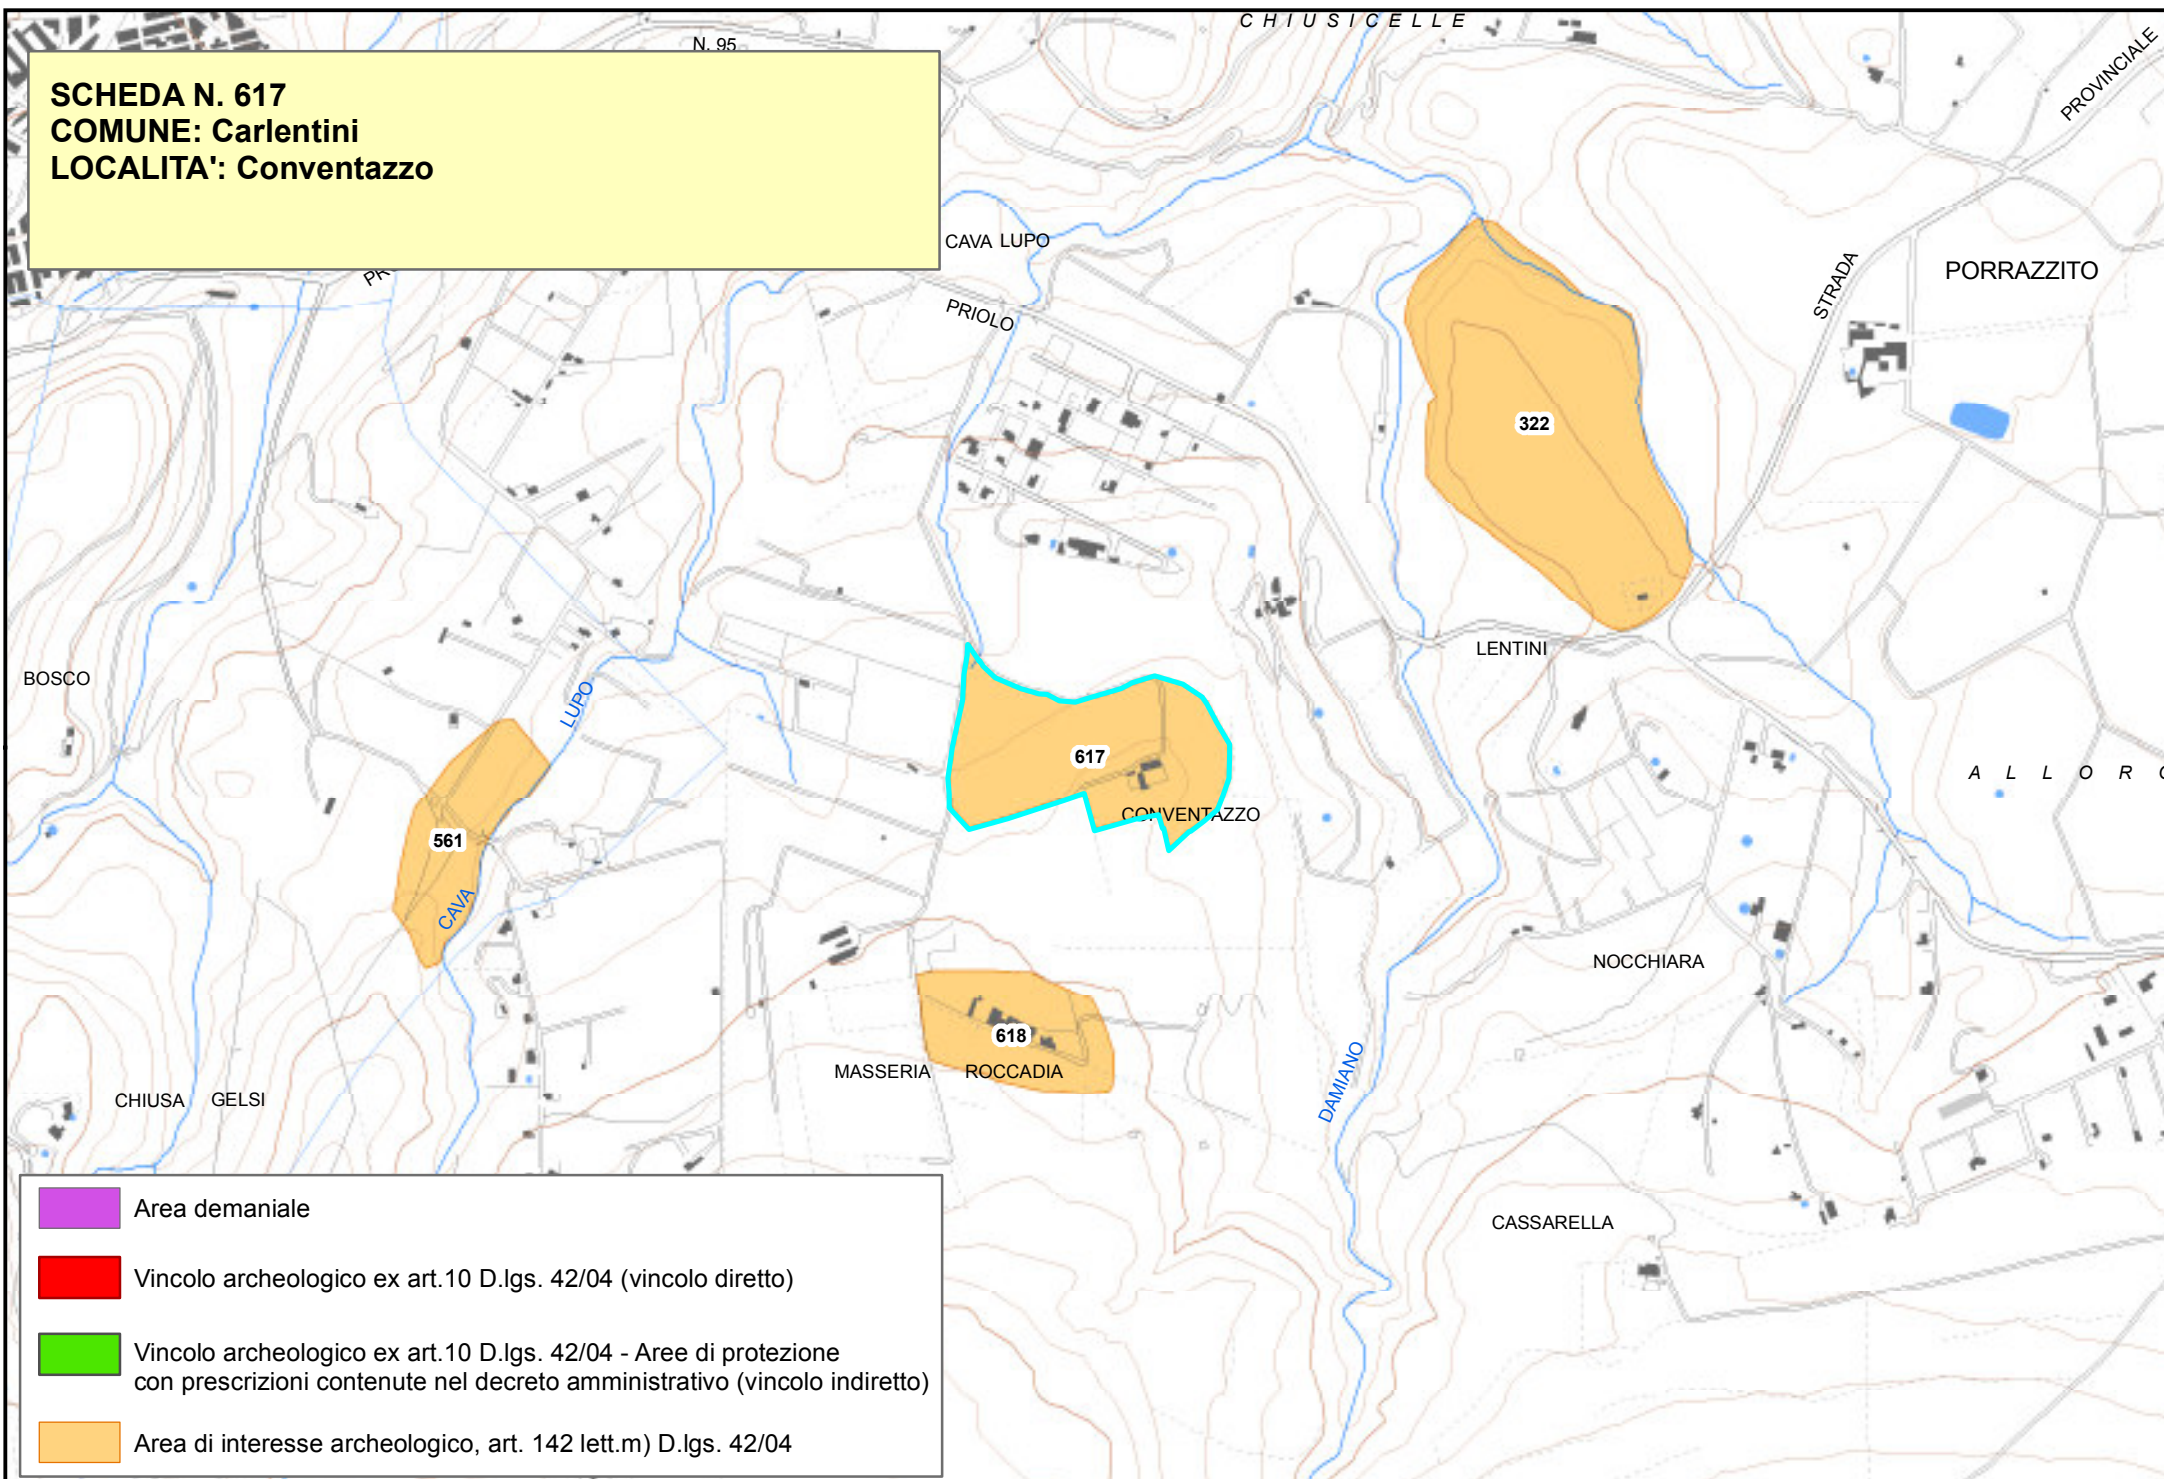 CHIUSICELLE
N. 95
PROVINCIALE
SCHEDA N. 617
COMUNE: Carlentini
LOCALITA': Conventazzo
CAVA LUPO
PRIOLO
STRADA
PORRAZZITO
322
LENTINI
BOSCO
LUPO
617
CONVENTAZZO
561
CAVA
NOCCHIARA
618
MASSERIA ROCCADIA
DAMIANO
CHIUSA GELSI
CASSARELLA
Area demaniale
Vincolo archeologico ex art.10 D.lgs. 42/04 (vincolo diretto)
Vincolo archeologico ex art.10 D.lgs. 42/04 - Aree di protezione
con prescrizioni contenute nel decreto amministrativo (vincolo indiretto)
Area di interesse archeologico, art. 142 lett.m) D.lgs. 42/04